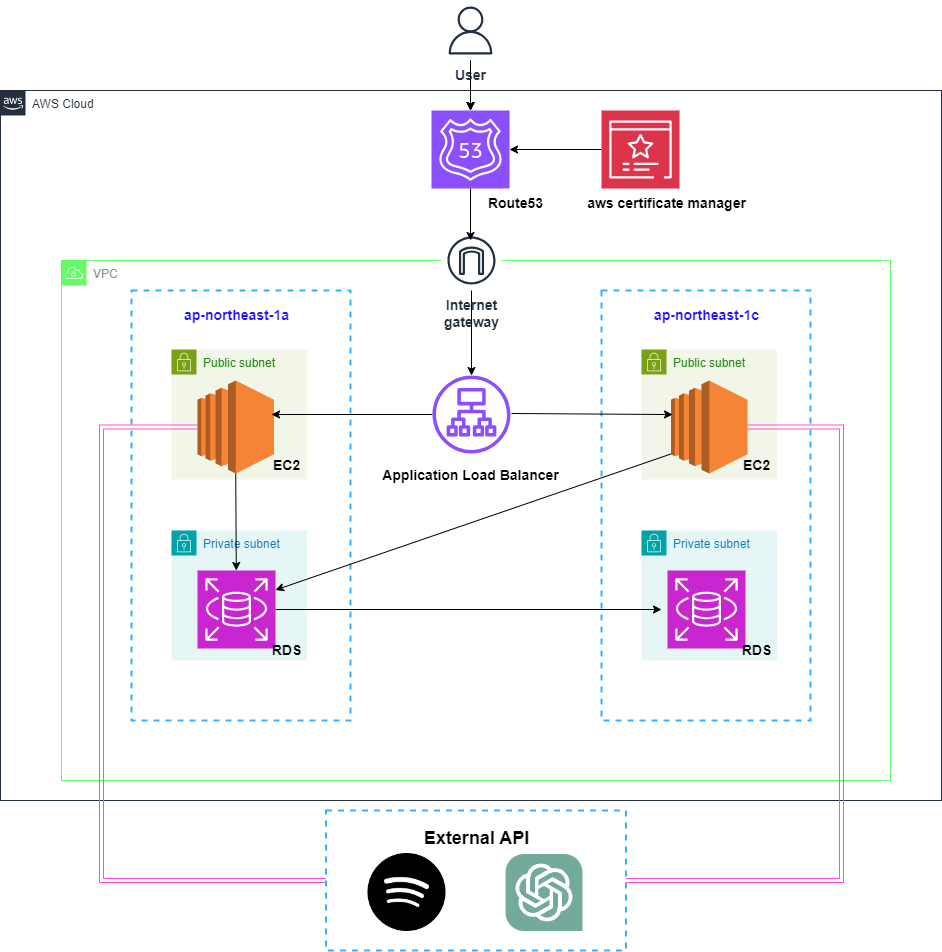 User
aws
AWS Cloud
53
Route53
aws certificate manager
VPC
Internet
gateway
ap-northeast-1a
ap-northeast-1c
Public subnet
Public subnet
EC2
EC2
Application Load Balancer
Private subnet
Private subnet
RDS
RDS
External API